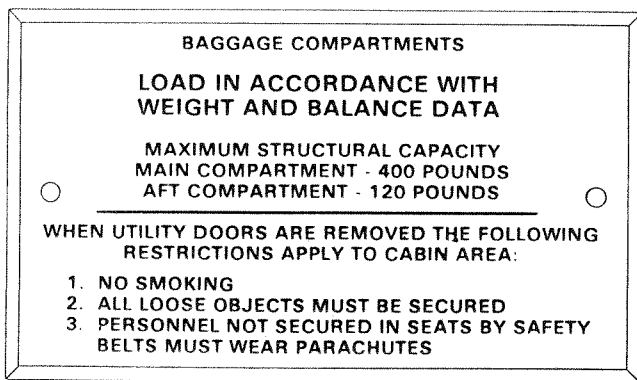 BAGGAGE COMPARTMENTS
LOAD IN ACCORDANCE WITH
WEIGHT AND BALANCE DATA
MAXIMUM STRUCTURAL CAPACITY
MAIN COMPARTMENT - 400 POUNDS
AFT COMPARTMENT - 120 POUNDS
WHEN UTILITY DOORS ARE REMOVED THE FOLLOWING
RESTRICTIONS APPLY TO CABIN AREA:
1. NO SMOKING
2. ALL LOOSE OBJECTS MUST BE SECURED
3. PERSONNEL NOT SECURED IN SEATS BY SAFETY
BELTS MUST WEAR PARACHUTES